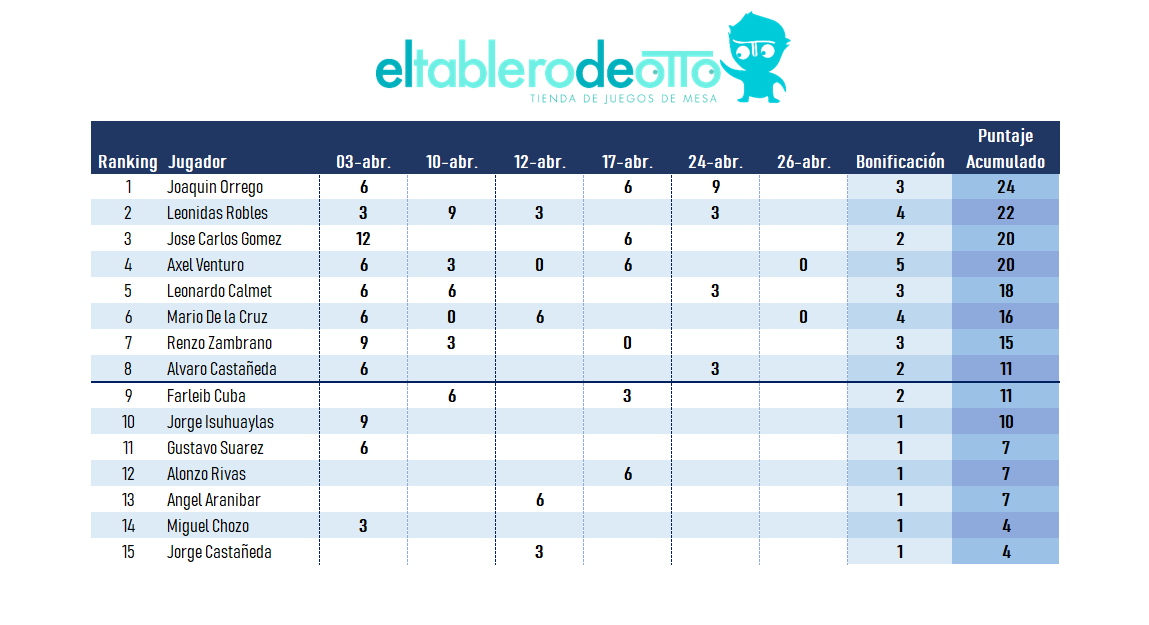 eltablerodeotto
TIENDA DE JUEGOS DE MESA
Puntaje
Ranking Jugador 03-abr. 10-abr. 12-abr. 17-abr. 24-abr. 26-abr. Bonificación Acumulado
1 Joaquin Orrego 6 6 9 3 24
2 Leonidas Robles 3 9 3 3 4 22
3 Jose Carlos Gomez 12 6 2 20
4 Axel Venturo 6 3 0 6 0 5 20
5 Leonardo Calmet 6 6 3 3 18
6 Mario De la Cruz 6 0 6 0 4 16
7 Renzo Zambrano 9 3 0 3 15
8 Alvaro Castañeda 6 3 2 11
9 Farleib Cuba 6 3 2 11
10 Jorge Isuhuaylas 9 1 10
11 Gustavo Suarez 6 1 7
12 Alonzo Rivas 6 1 7
13 Angel Aranibar 6 1 7
14 Miguel Chozo 3 1 4
15 Jorge Castañeda 3 1 4